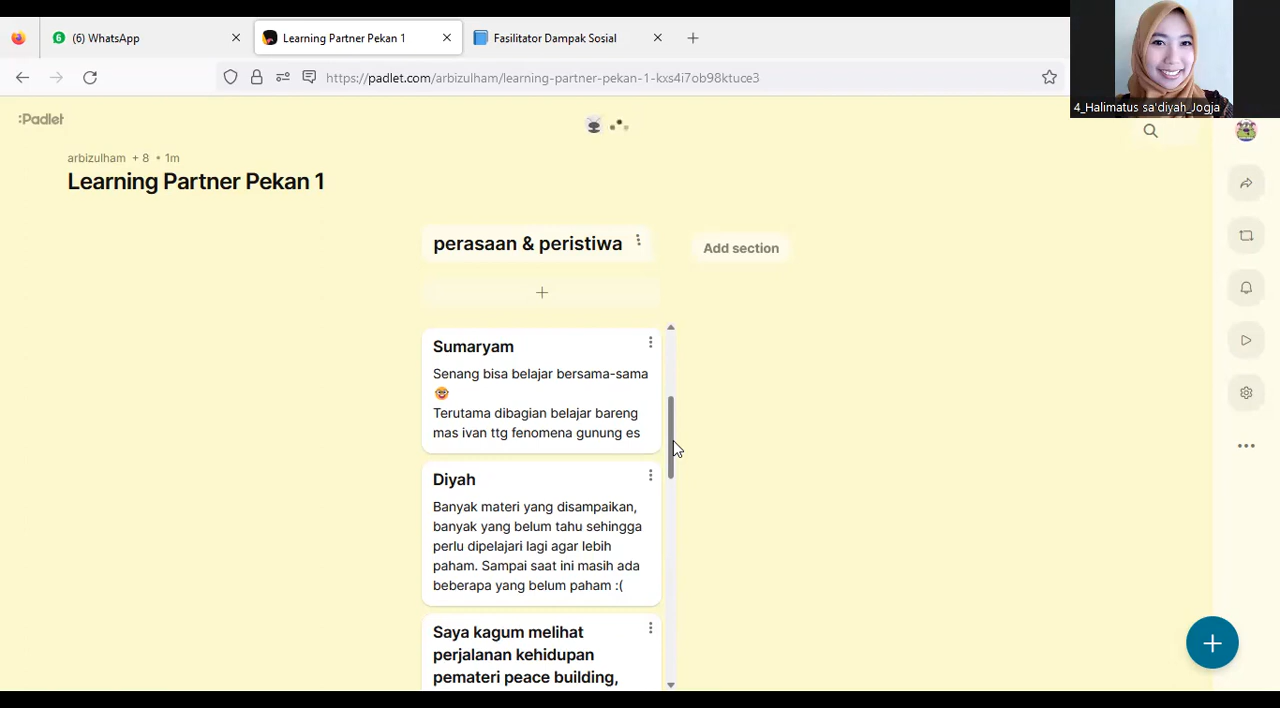 (6) WhatsApp
Learning Partner Pekan 1
Fasilitator Dampak Sosial
https://padlet.com/arbizulham/learning-partner-pekan-1-kxs4i7ob98ktuce3
4_Halimatus sa'diyah_Jogja
:Padlet
arbizulham + 8 • 1m
Learning Partner Pekan 1
perasaan & peristiwa
Add section
Sumaryam
Senang bisa belajar bersama-sama
🤓
Terutama dibagian belajar bareng
mas ivan ttg fenomena gunung es
Diyah
Banyak materi yang disampaikan,
banyak yang belum tahu sehingga
perlu dipelajari lagi agar lebih
paham. Sampai saat ini masih ada
beberapa yang belum paham :(
Saya kagum melihat
perjalanan kehidupan
pemateri peace building,